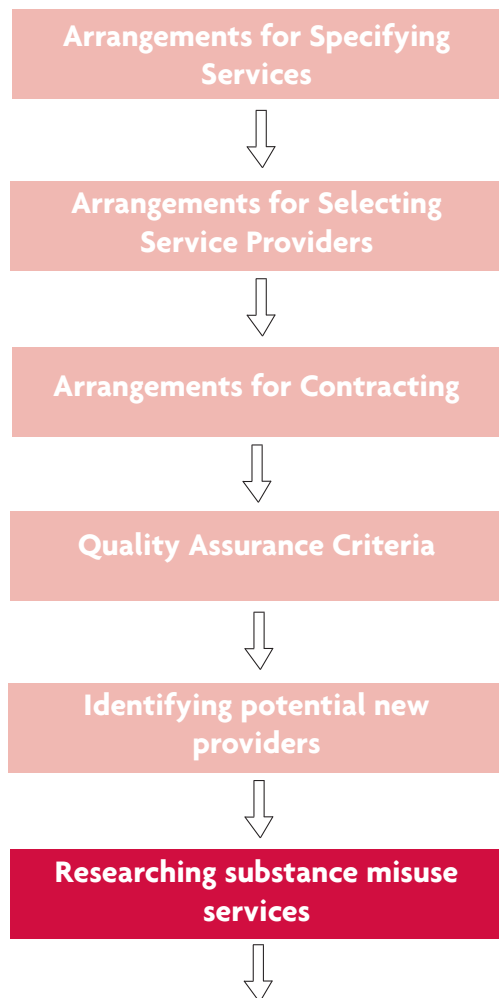 Arrangements for Specifying
Services
Arrangements for Selecting
Service Providers
Arrangements for Contracting
Quality Assurance Criteria
Identifying potential new
providers
Researching substance misuse
services